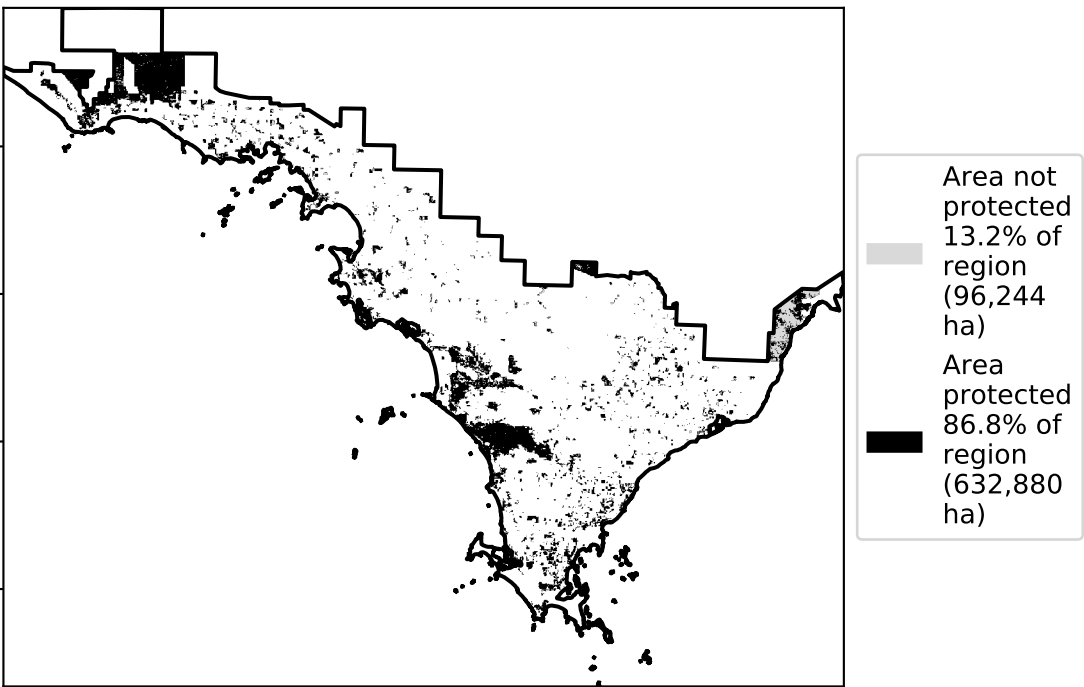 Area not
protected
13.2% of
region
(96,244
ha)
Area
protected
86.8% of
region
(632,880
ha)